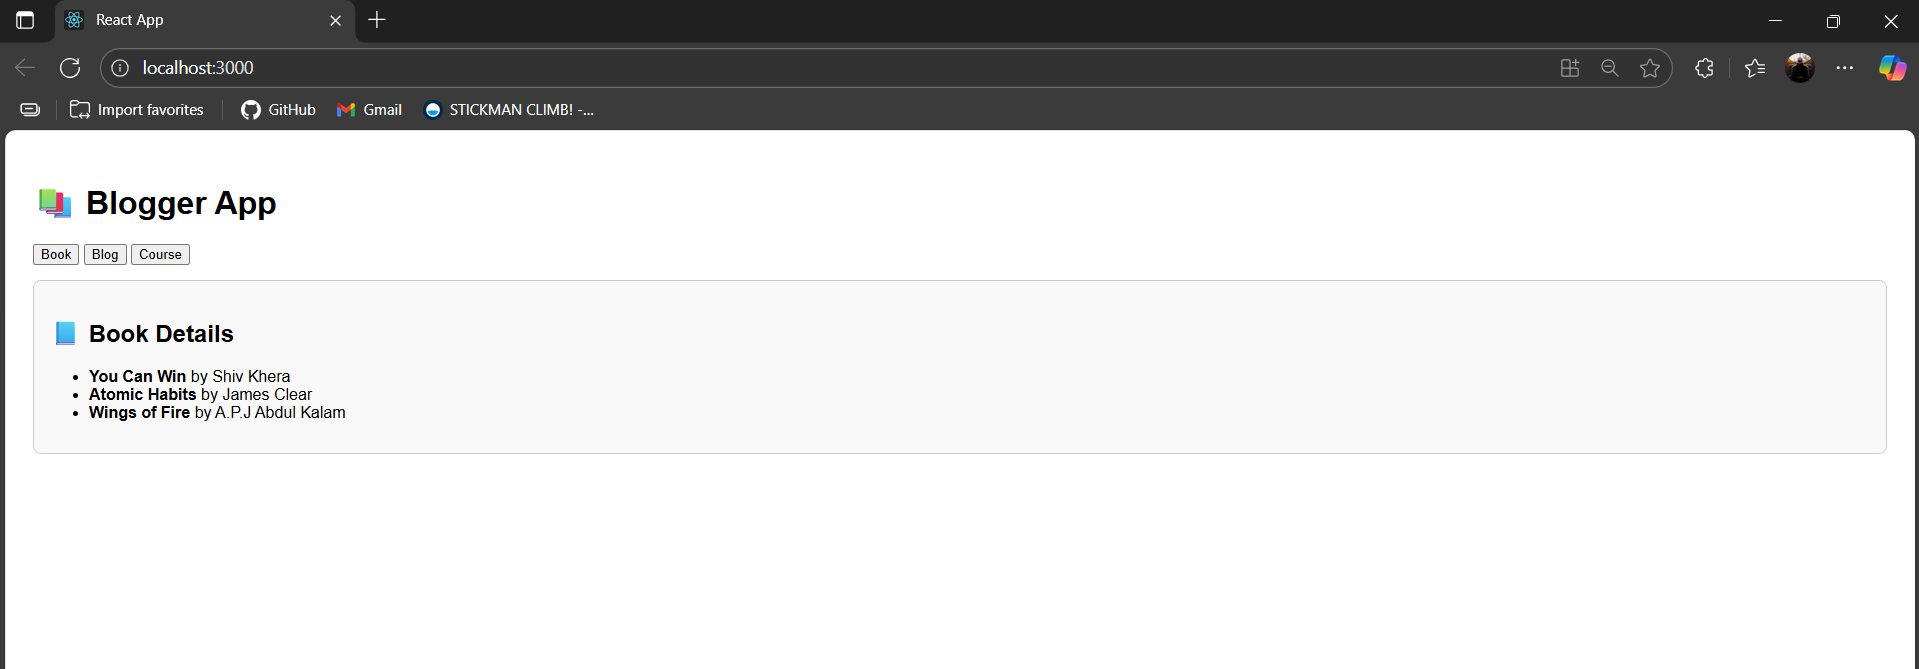 React App
localhost:3000
Import favorites GitHub Gmail STICKMAN CLIMB! -...
Blogger App
Book Blog Course
Book Details
You Can Win by Shiv Khera
Atomic Habits by James Clear
Wings of Fire by A.P.J Abdul Kalam